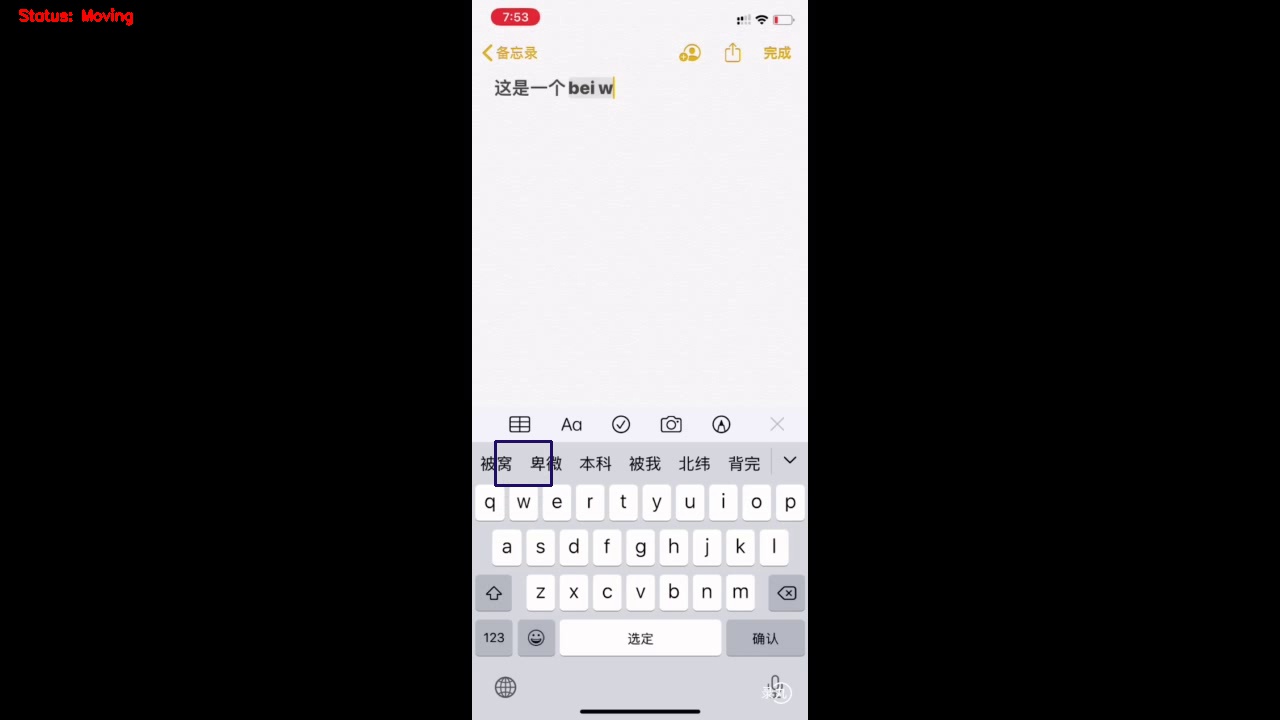 Status: Moving
7:53
备忘录 完成
这是一个 bei w
Aa
被窝 卑微 本科 被我 北纬 背完
q w e r t y u i o p
a s d f g h j k l
z x c v b n m
123 选定 确认